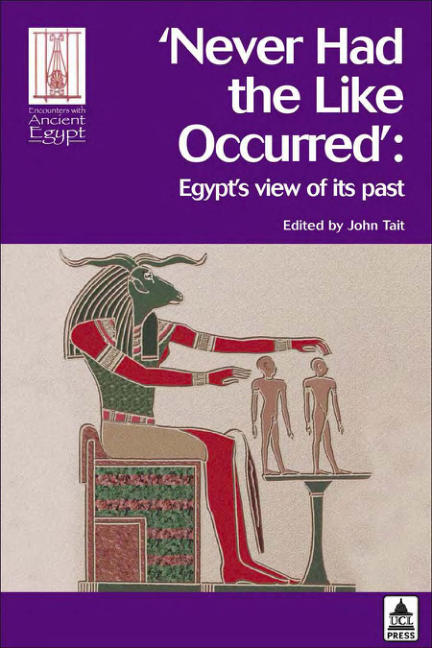 Encounters with
Ancient
Egypt
'Never Had
the Like
Occurred':
Egypt's view of its past
Edited by John Tait
UCL
PRESS